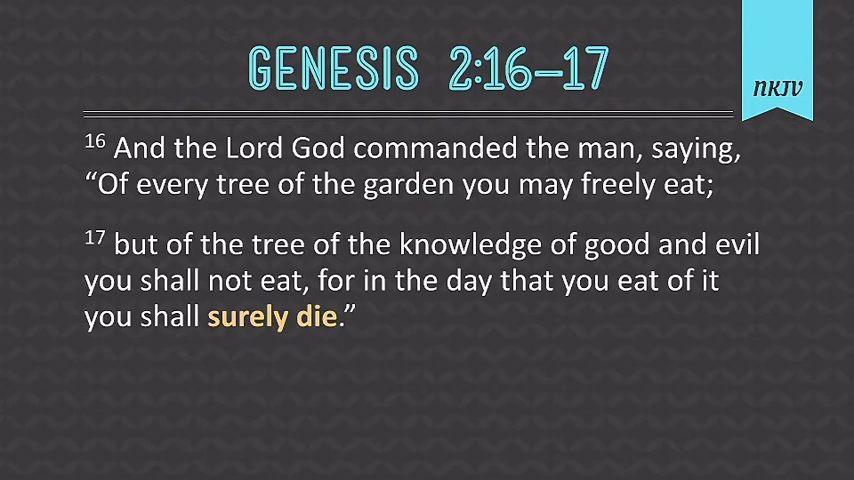 GENESIS 2:16–17
NKJV
16 And the Lord God commanded the man, saying,
“Of every tree of the garden you may freely eat;
17 but of the tree of the knowledge of good and evil
you shall not eat, for in the day that you eat of it
you shall surely die.”